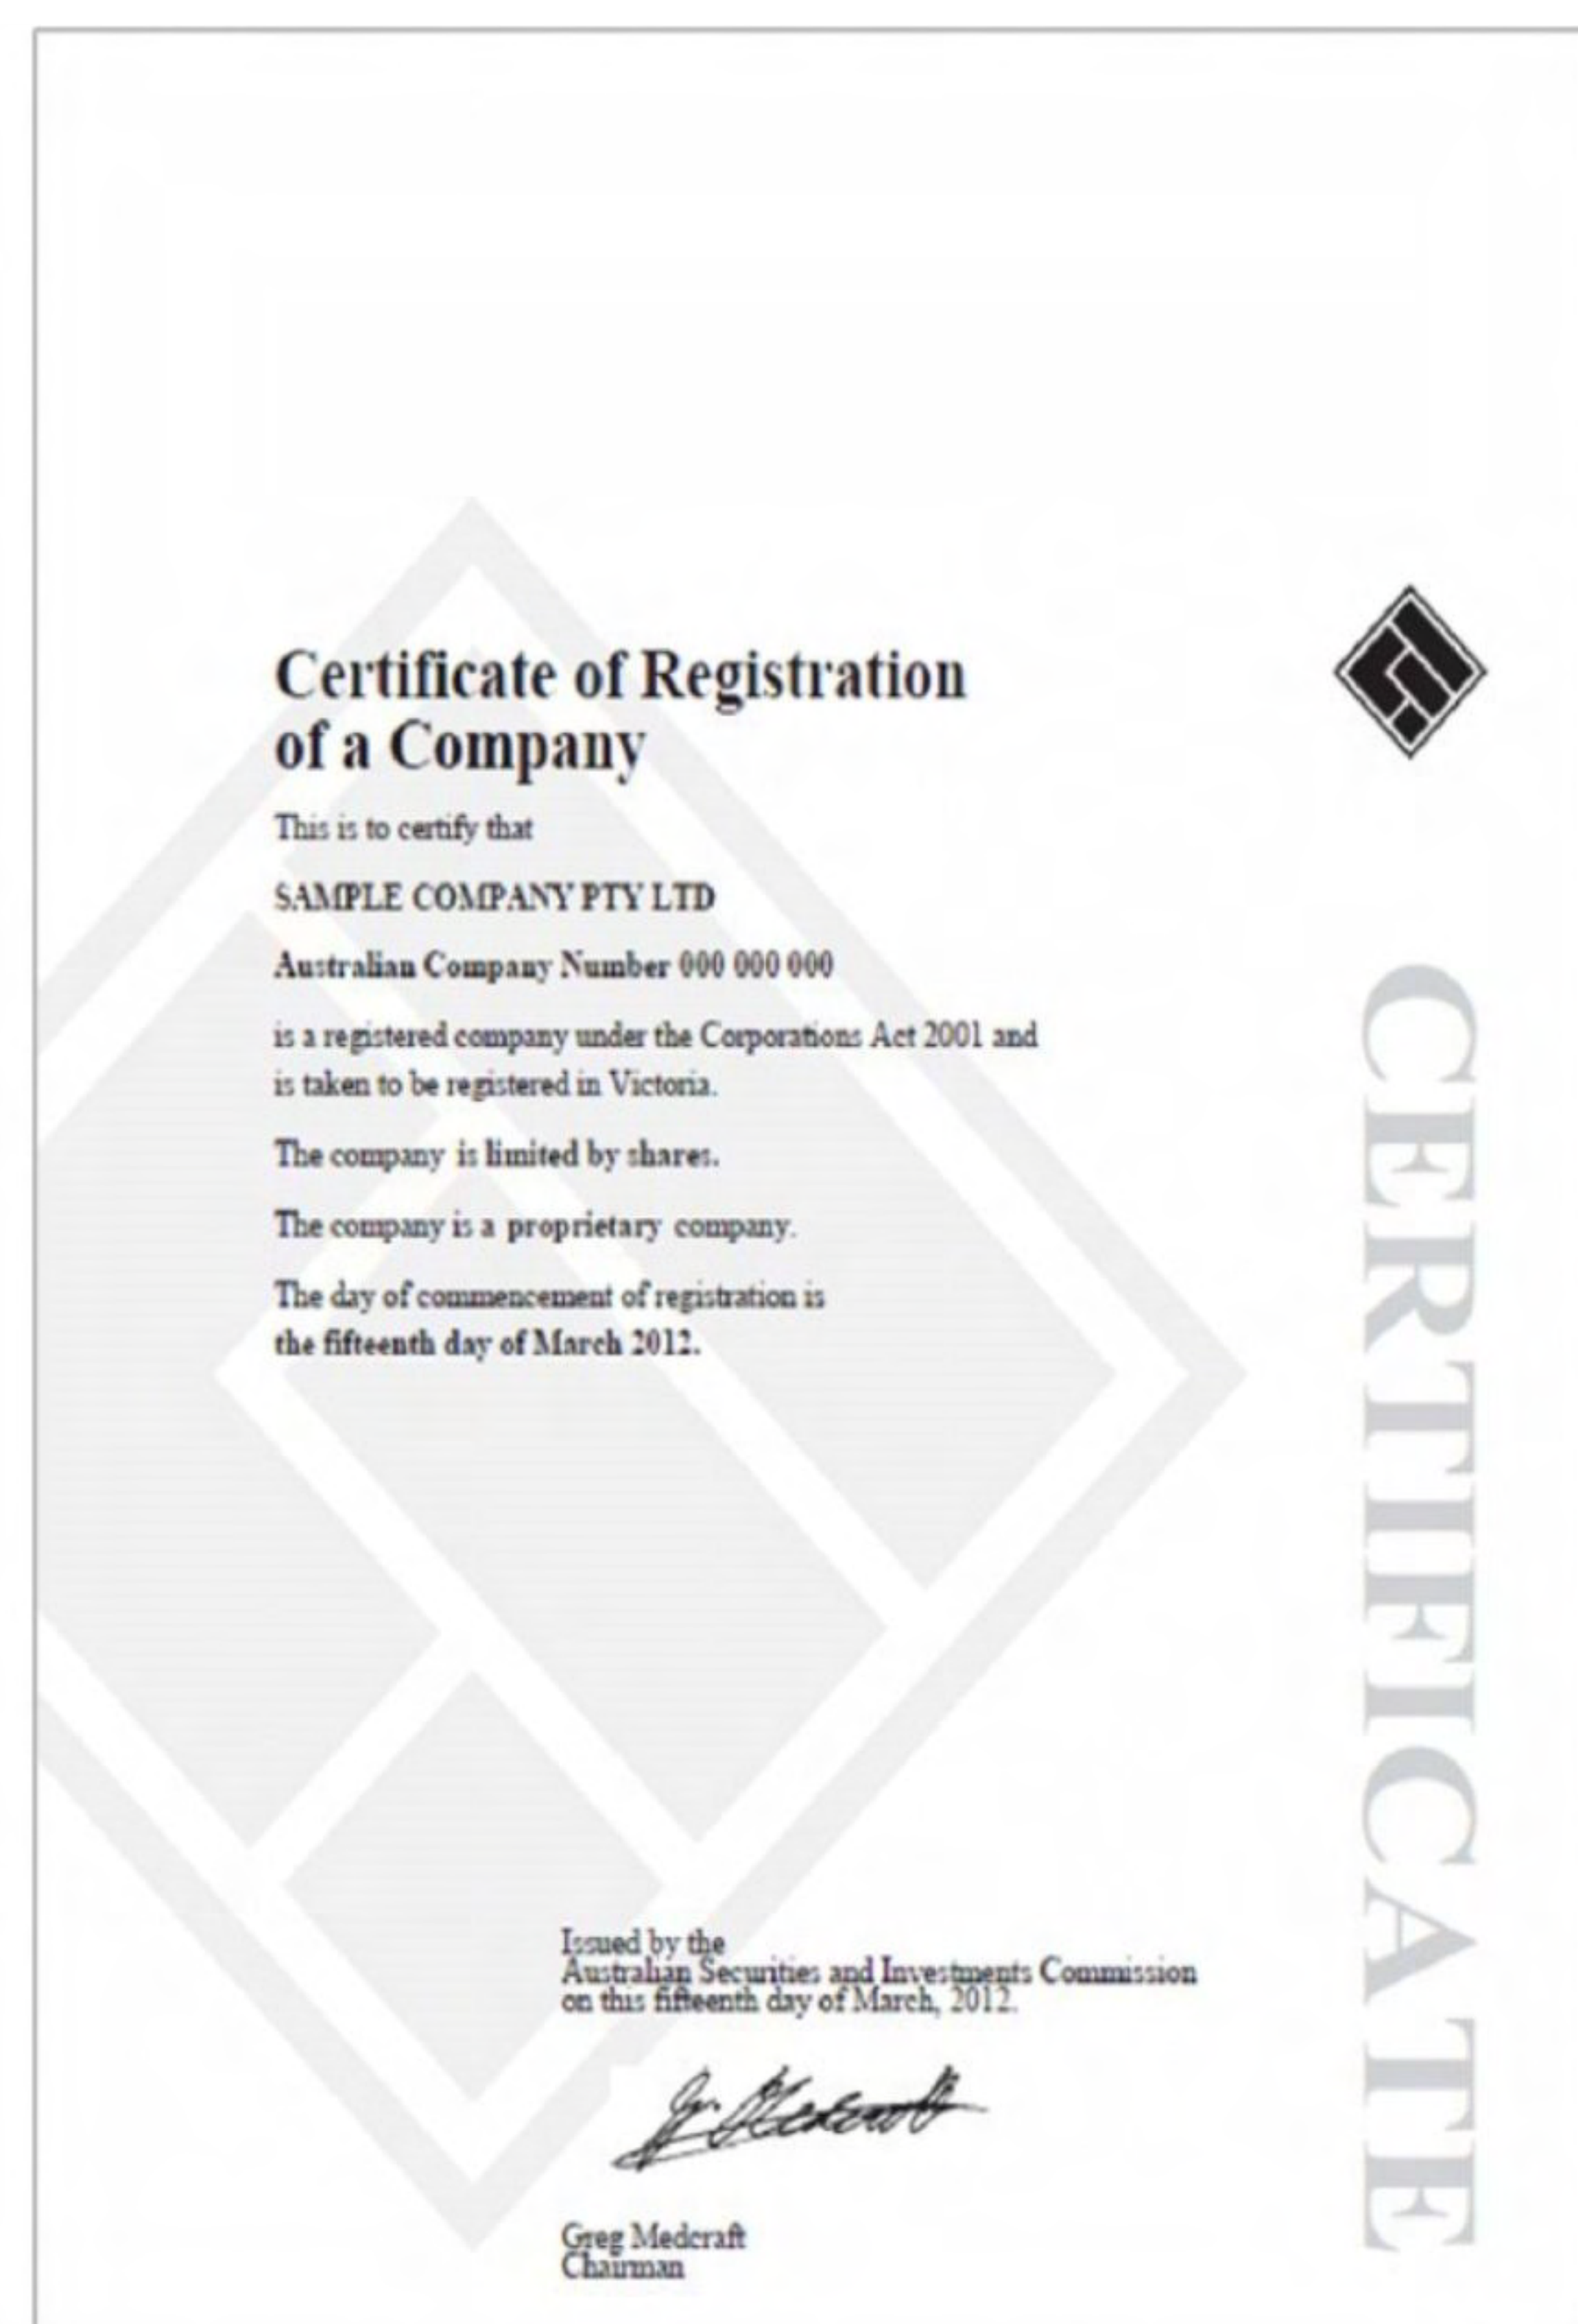 Certificate of Registration
of a Company
This is to certify that
SAMPLE COMPANY PTY LTD
Australian Company Number 000 000 000
is a registered company under the Corporations Act 2001 and
is taken to be registered in Victoria.
The company is limited by shares.
The company is a proprietary company.
The day of commencement of registration is
the fifteenth day of March 2012.
CERTIFICATE
Issued by the
Australian Securities and Investments Commission
on this fifteenth day of March, 2012.
G. Medcraft
Greg Medcraft
Chairman